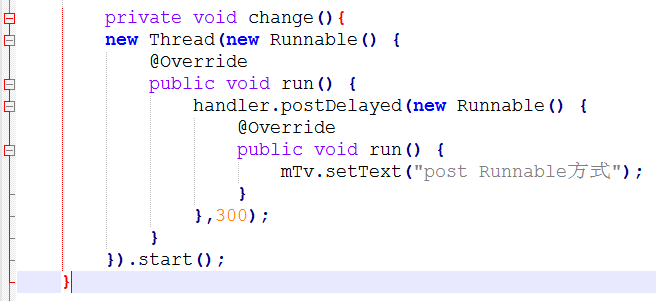 private void change(){
new Thread(new Runnable() {
@Override
public void run() {
handler.postDelayed(new Runnable() {
@Override
public void run() {
mTv.setText("post Runnable方式");
}
},300);
}
}).start();
}